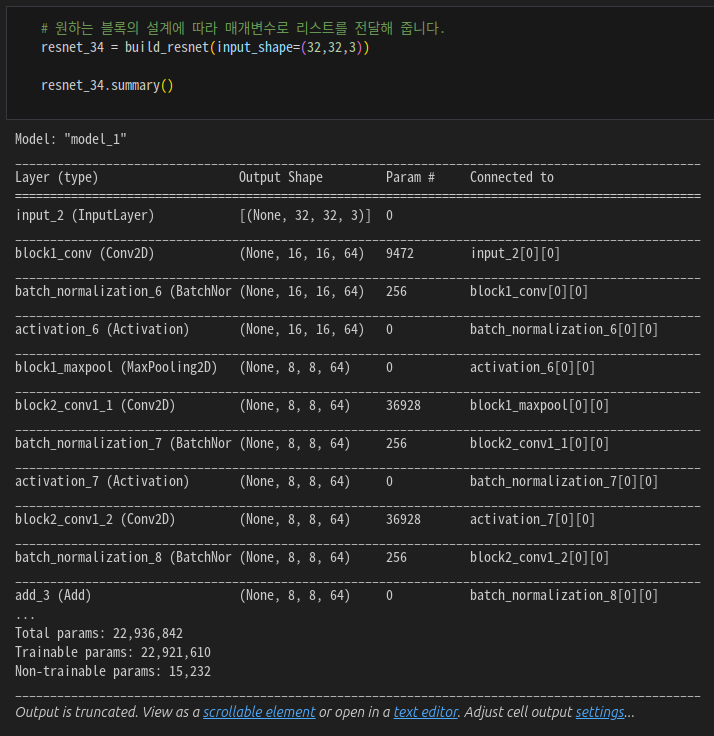 # 원하는 블록의 설계에 따라 매개변수로 리스트를 전달해 줍니다.
resnet_34 = build_resnet(input_shape=(32,32,3))
resnet_34.summary()
Model: "model_1"
Layer (type) Output Shape Param # Connected to
input_2 (InputLayer) [(None, 32, 32, 3)] 0
block1_conv (Conv2D) (None, 16, 16, 64) 9472 input_2[0][0]
batch_normalization_6 (BatchNor (None, 16, 16, 64) 256 block1_conv[0][0]
activation_6 (Activation) (None, 16, 16, 64) 0 batch_normalization_6[0][0]
block1_maxpool (MaxPooling2D) (None, 8, 8, 64) 0 activation_6[0][0]
block2_conv1_1 (Conv2D) (None, 8, 8, 64) 36928 block1_maxpool[0][0]
batch_normalization_7 (BatchNor (None, 8, 8, 64) 256 block2_conv1_1[0][0]
activation_7 (Activation) (None, 8, 8, 64) 0 batch_normalization_7[0][0]
block2_conv1_2 (Conv2D) (None, 8, 8, 64) 36928 activation_7[0][0]
batch_normalization_8 (BatchNor (None, 8, 8, 64) 256 block2_conv1_2[0][0]
add_3 (Add) (None, 8, 8, 64) 0 batch_normalization_8[0][0]
...
Total params: 22,936,842
Trainable params: 22,921,610
Non-trainable params: 15,232
Output is truncated. View as a scrollable element or open in a text editor. Adjust cell output settings...